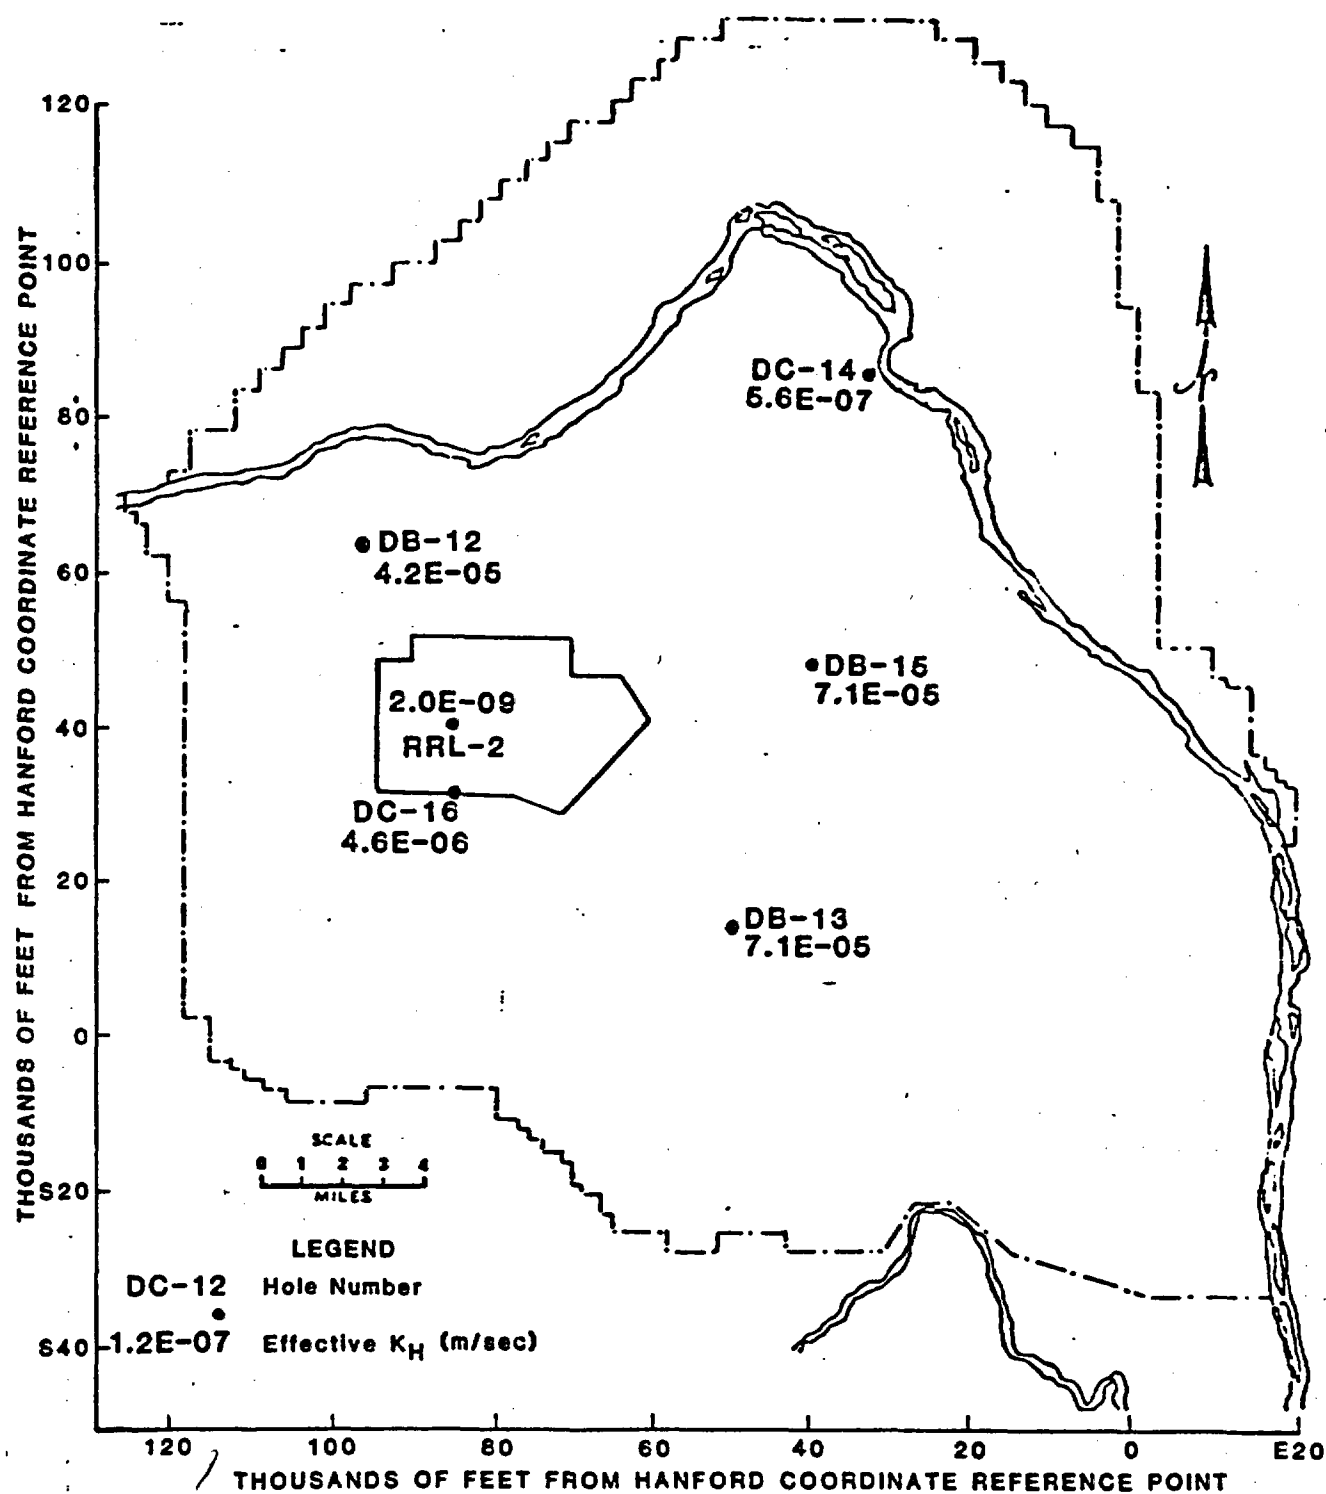 120
100
80
60
40
20
0
S20
S40
THOUSANDS OF FEET FROM HANFORD COORDINATE REFERENCE POINT
DC-14
5.6E-07
DB-12
4.2E-05
DB-15
7.1E-05
2.0E-09
RRL-2
DC-16
4.6E-06
DB-13
7.1E-05
SCALE
0 1 2 3 4
MILES
LEGEND
DC-12 Hole Number
1.2E-07 Effective KH (m/sec)
120 100 80 60 40 20 0 E20
THOUSANDS OF FEET FROM HANFORD COORDINATE REFERENCE POINT